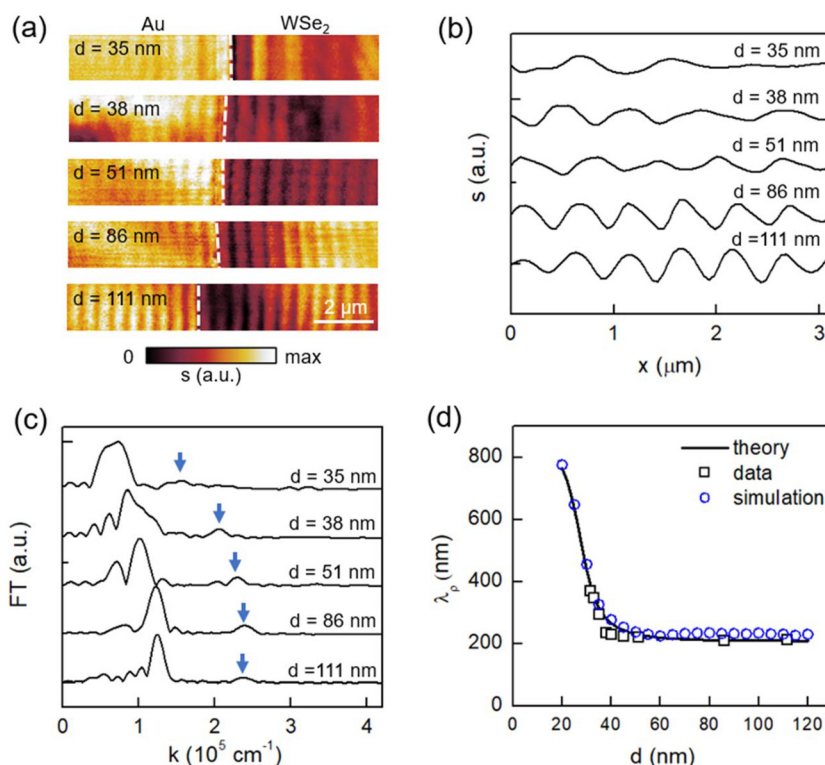 (a)
Au WSe₂
d = 35 nm
d = 38 nm
d = 51 nm
d = 86 nm
d = 111 nm
2 μm
0 max
s (a.u.)
(b)
d = 35 nm
d = 38 nm
d = 51 nm
d = 86 nm
d =111 nm
s (a.u.)
0 1 2 3
x (μm)
(c)
d = 35 nm
d = 38 nm
d = 51 nm
d = 86 nm
d =111 nm
FT (a.u.)
0 1 2 3 4
k (10⁵ cm⁻¹)
(d)
800
600
400
200
0
theory
data
simulation
λᵨ (nm)
0 20 40 60 80 100 120
d (nm)